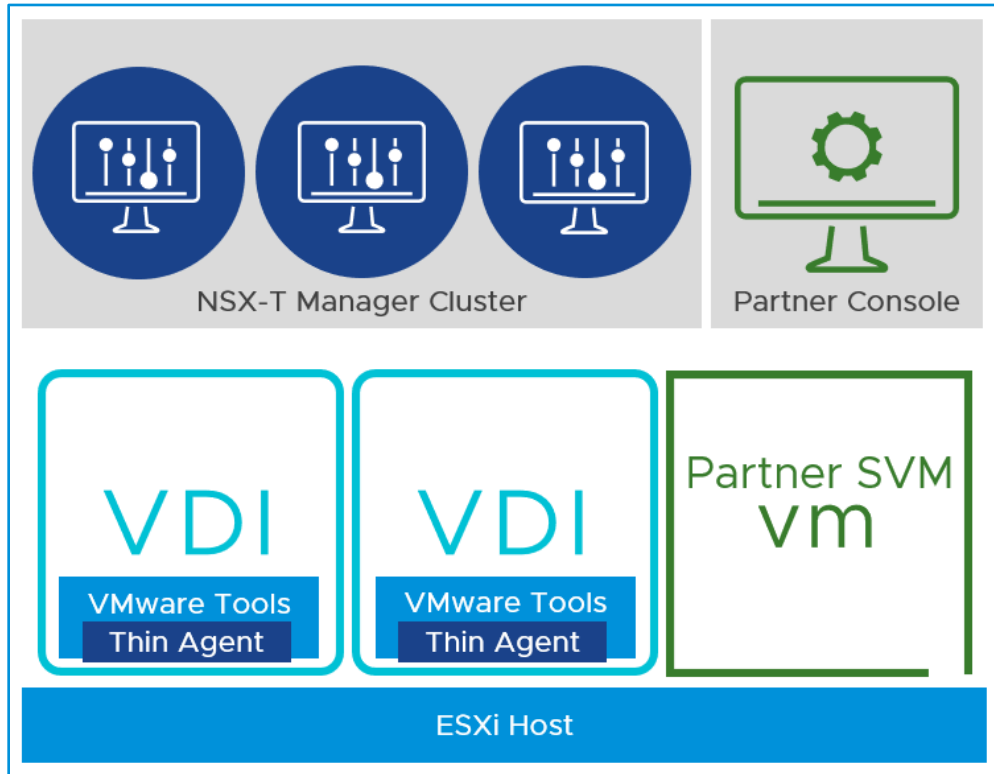 NSX-T Manager Cluster
Partner Console
VDI
VMware Tools
Thin Agent
VDI
VMware Tools
Thin Agent
Partner SVM
vm
ESXi Host